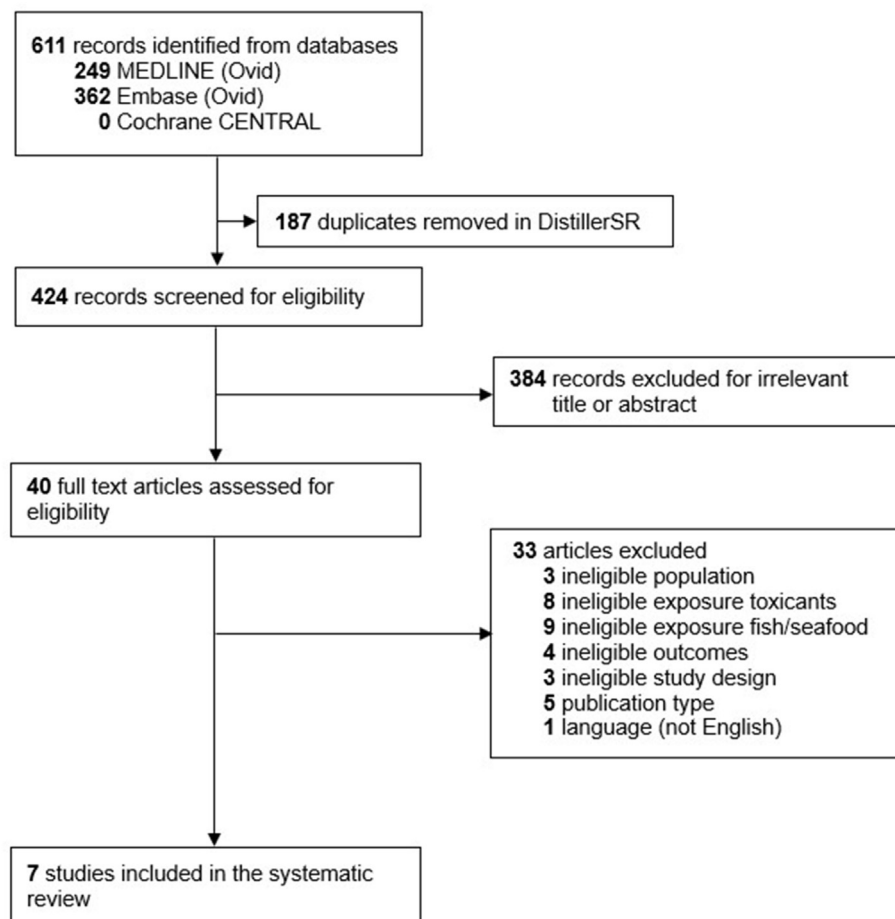 611 records identified from databases
249 MEDLINE (Ovid)
362 Embase (Ovid)
0 Cochrane CENTRAL
187 duplicates removed in DistillerSR
424 records screened for eligibility
384 records excluded for irrelevant
title or abstract
40 full text articles assessed for
eligibility
33 articles excluded
3 ineligible population
8 ineligible exposure toxicants
9 ineligible exposure fish/seafood
4 ineligible outcomes
3 ineligible study design
5 publication type
1 language (not English)
7 studies included in the systematic
review